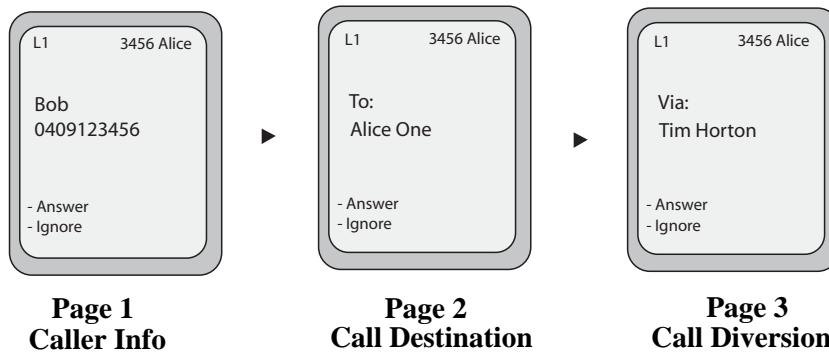 L1 3456 Alice
Bob
0409123456
- Answer
- Ignore
L1 3456 Alice
To:
Alice One
- Answer
- Ignore
L1 3456 Alice
Via:
Tim Horton
- Answer
- Ignore
Page 1
Caller Info
Page 2
Call Destination
Page 3
Call Diversion